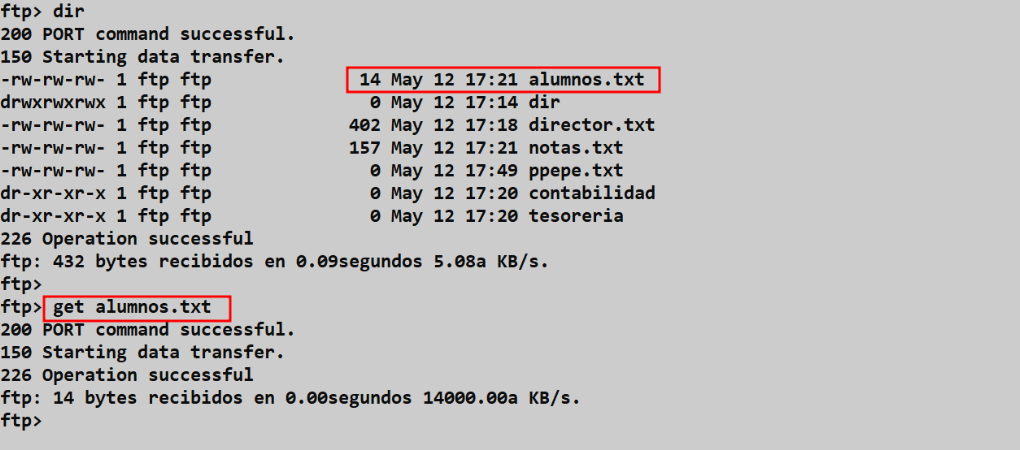 ftp> dir
200 PORT command successful.
150 Starting data transfer.
-rw-rw-rw- 1 ftp ftp             14 May 12 17:21 alumnos.txt
drwxrwxrwx 1 ftp ftp              0 May 12 17:14 dir
-rw-rw-rw- 1 ftp ftp            402 May 12 17:18 director.txt
-rw-rw-rw- 1 ftp ftp            157 May 12 17:21 notas.txt
-rw-rw-rw- 1 ftp ftp              0 May 12 17:49 ppepe.txt
dr-xr-xr-x 1 ftp ftp              0 May 12 17:20 contabilidad
dr-xr-xr-x 1 ftp ftp              0 May 12 17:20 tesoreria
226 Operation successful
ftp: 432 bytes recibidos en 0.09segundos 5.08a KB/s.
ftp>
ftp> get alumnos.txt
200 PORT command successful.
150 Starting data transfer.
226 Operation successful
ftp: 14 bytes recibidos en 0.00segundos 14000.00a KB/s.
ftp>